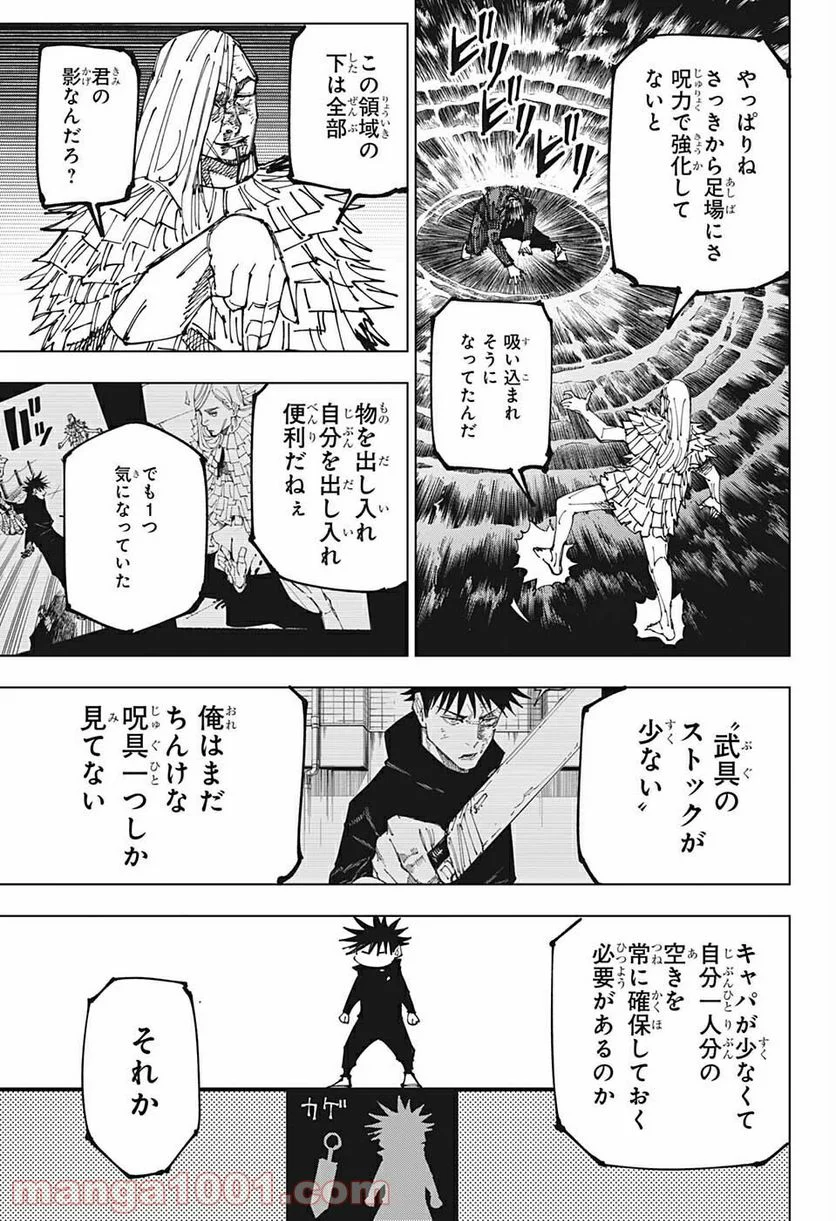 やっぱりね
さっきから足場にさ
呪力で強化して
ないと
吸い込まれ
そうに
なってたんだ
ビリ
ビリ
ビリ
この領域の
下は全部
君の
影なんだろ？
物を出し入れ
自分を出し入れ
便利だねぇ
でも1つ
気になっていた
〝武具の
ストックが
少ない〟
俺はまだ
ちんけな
呪具一つしか
見てない
キャパが少なくて
自分一人分の
空きを
常に確保しておく
必要があるのか
それか
カゲ
manga1001.com